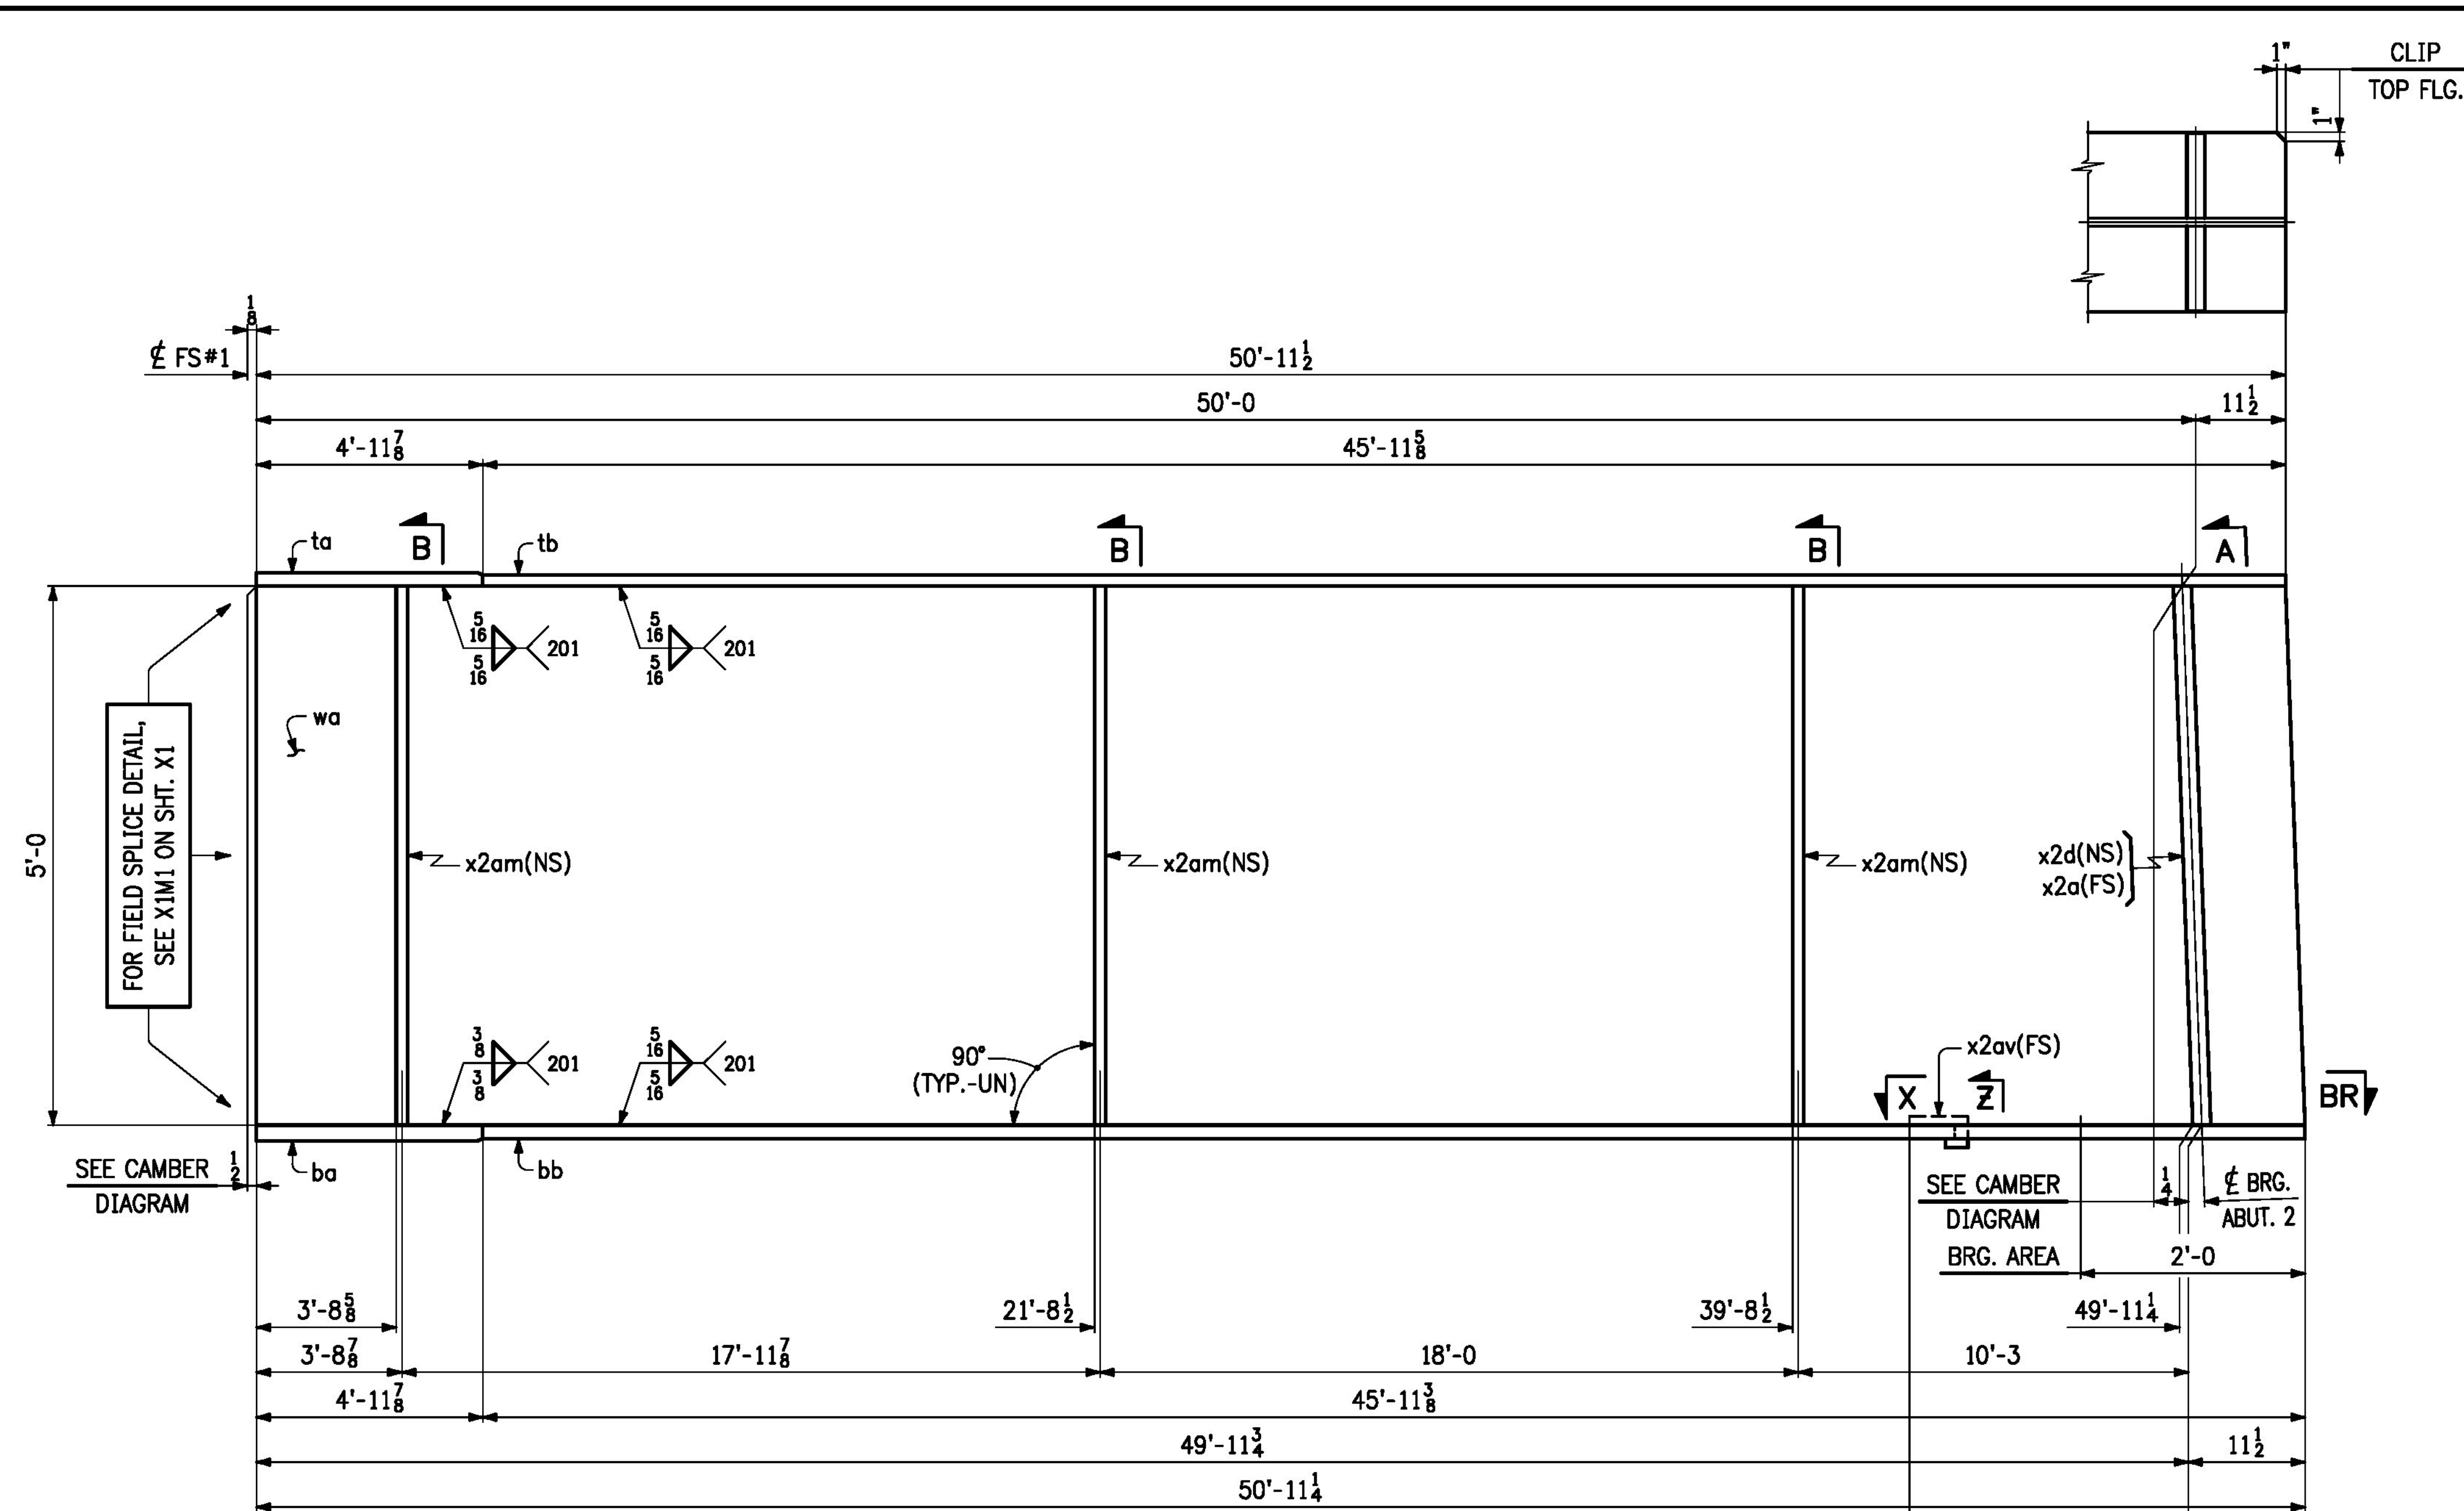 1" CLIP
TOP FLG.
1"
1/8
℄ FS#1
50'-11 1/2
50'-0
11 1/2
4'-11 7/8
45'-11 5/8
ta
B
tb
B
B
A
5/16
5/16
201
5/16
5/16
201
wa
FOR FIELD SPLICE DETAIL,
SEE X1M1 ON SHT. X1
5'-0
x2am(NS)
x2am(NS)
x2am(NS)
x2d(NS)
x2a(FS)
3/8
3/8
201
5/16
5/16
201
90°
(TYP.-UN)
x2av(FS)
X
Z
BR
SEE CAMBER
DIAGRAM
1/2
ba
bb
SEE CAMBER
DIAGRAM
1/4
℄ BRG.
ABUT. 2
BRG. AREA
2'-0
3'-8 5/8
21'-8 1/2
39'-8 1/2
49'-11 1/4
3'-8 7/8
17'-11 7/8
18'-0
10'-3
4'-11 7/8
45'-11 3/8
49'-11 3/4
11 1/2
50'-11 1/4